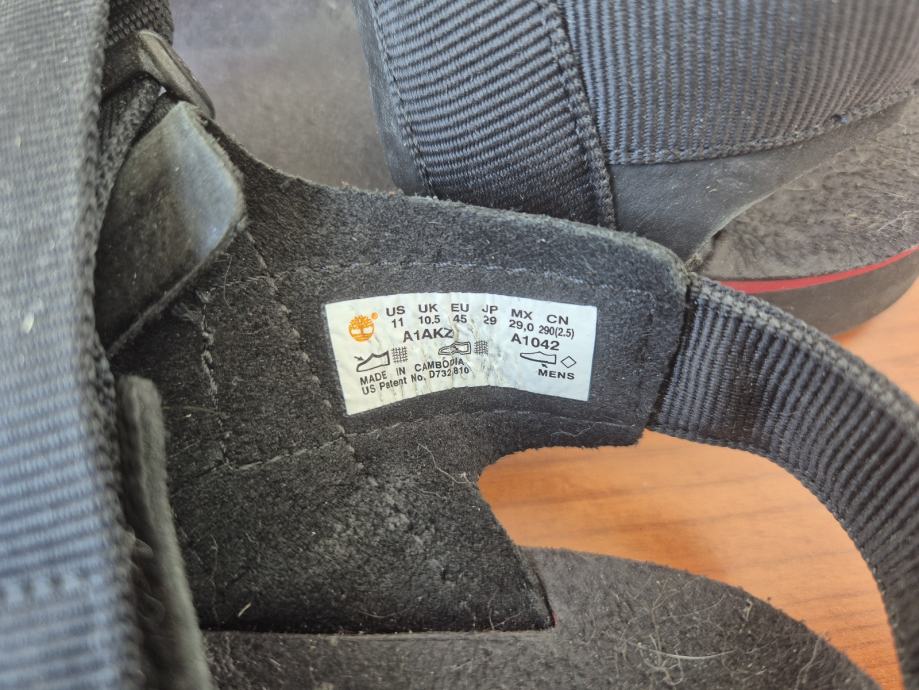 US UK EU JP MX CN
11 10.5 45 29 29,0 290(2.5)
A1AKZ A1042
MADE IN CAMBODIA
US Patent No. D732,810
MENS